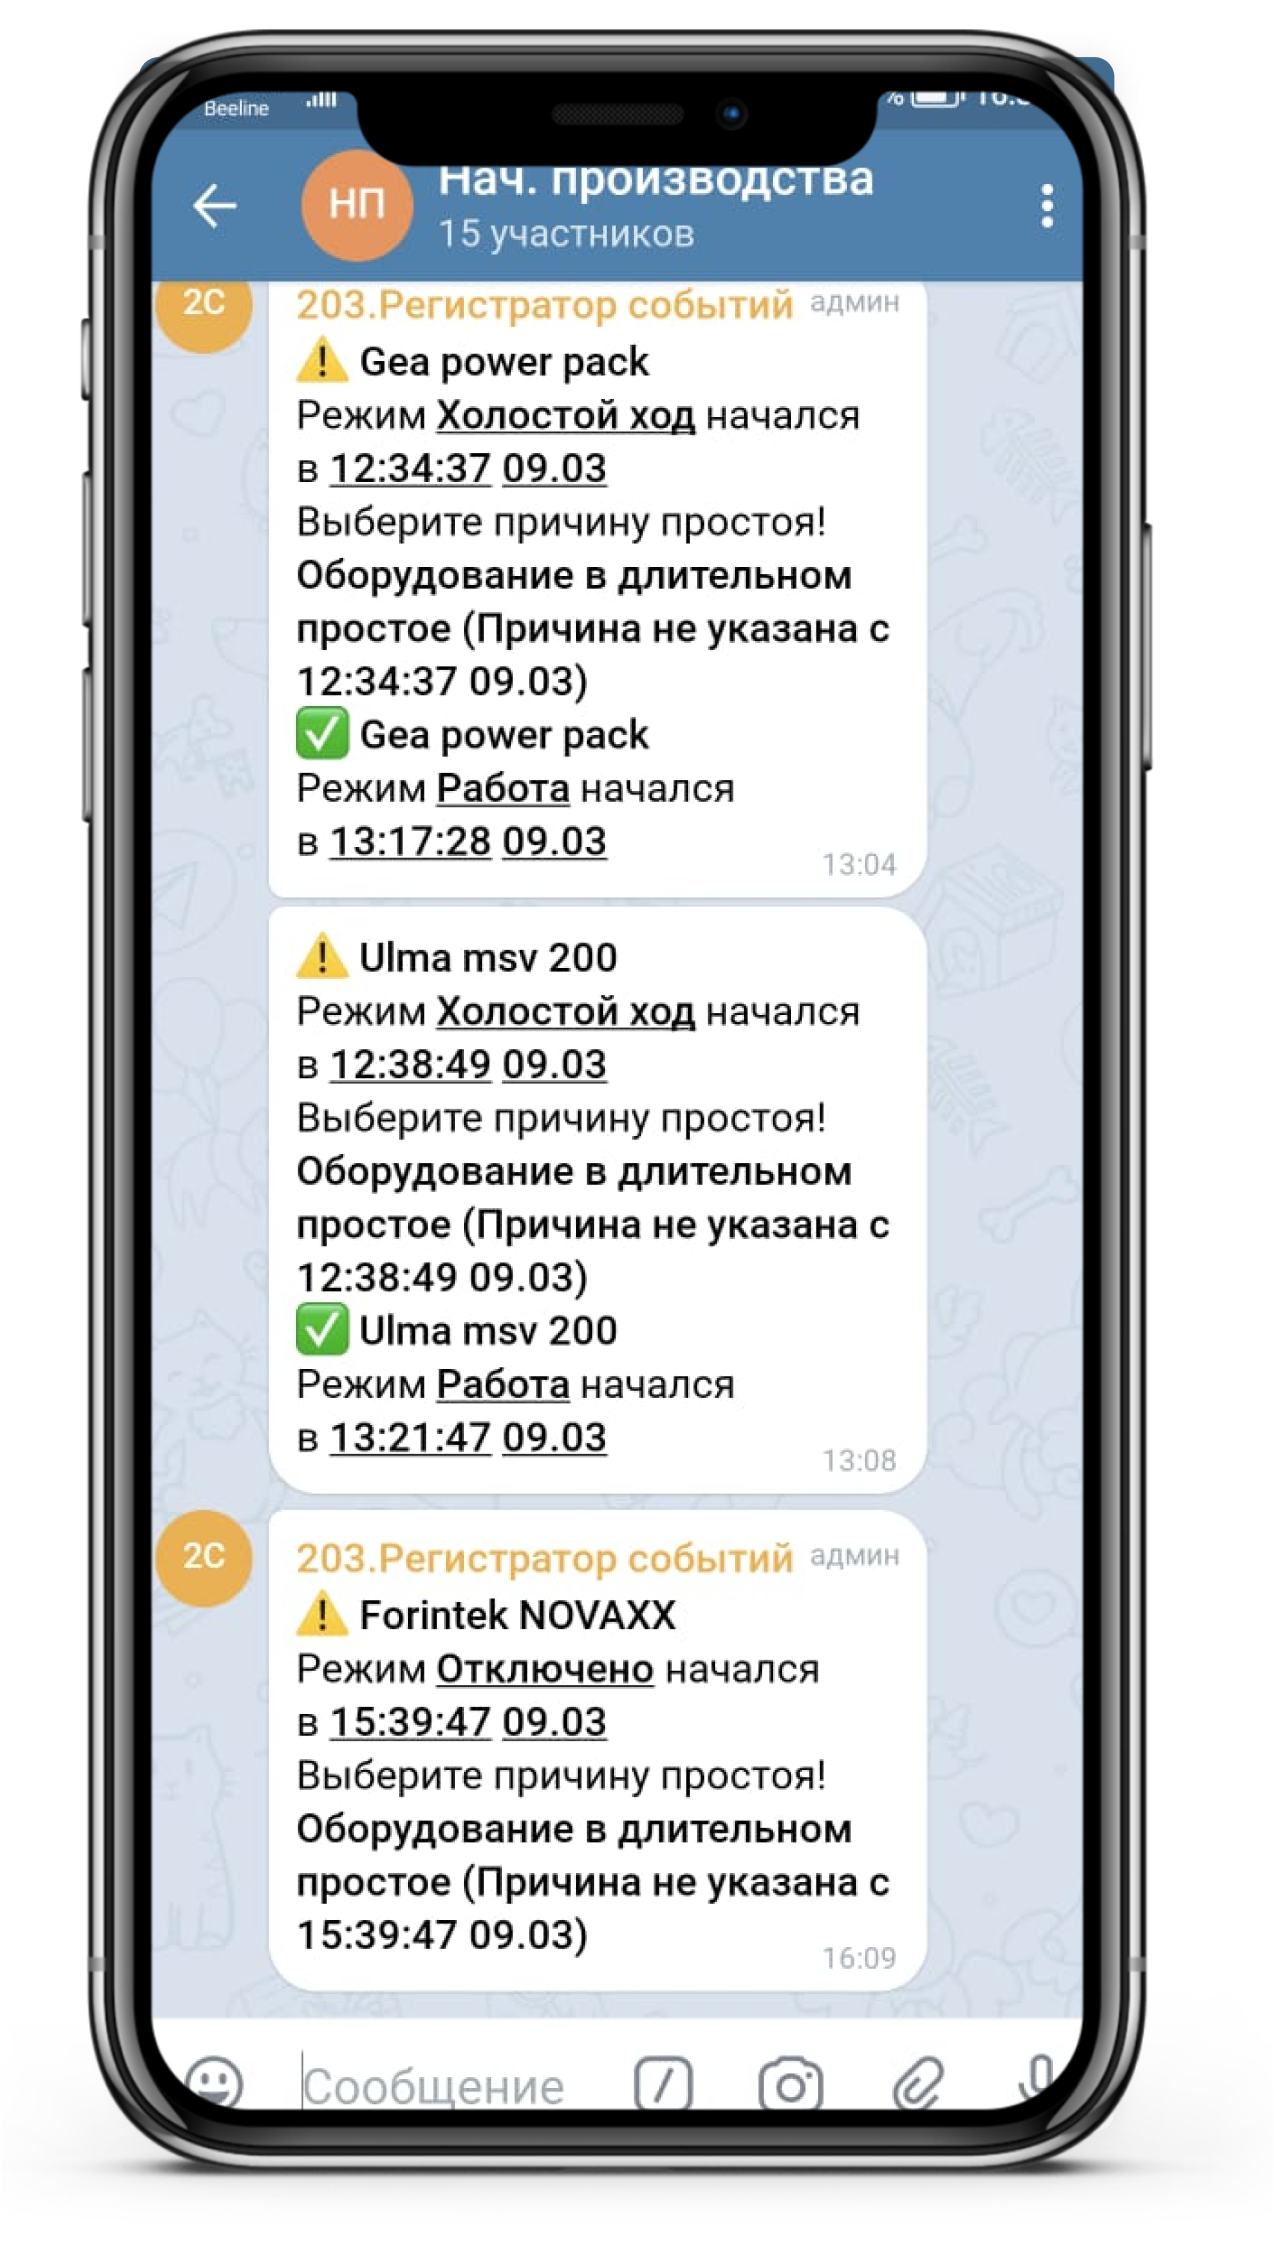 Beeline
НП
Нач. производства
15 участников
2С
203.Регистратор событий админ
Gea power pack
Режим Холостой ход начался
в 12:34:37 09.03
Выберите причину простоя!
Оборудование в длительном
простое (Причина не указана с
12:34:37 09.03)
Gea power pack
Режим Работа начался
в 13:17:28 09.03
13:04
Ulma msv 200
Режим Холостой ход начался
в 12:38:49 09.03
Выберите причину простоя!
Оборудование в длительном
простое (Причина не указана с
12:38:49 09.03)
Ulma msv 200
Режим Работа начался
в 13:21:47 09.03
13:08
2С
203.Регистратор событий админ
Forintek NOVAXX
Режим Отключено начался
в 15:39:47 09.03
Выберите причину простоя!
Оборудование в длительном
простое (Причина не указана с
15:39:47 09.03)
16:09
Сообщение